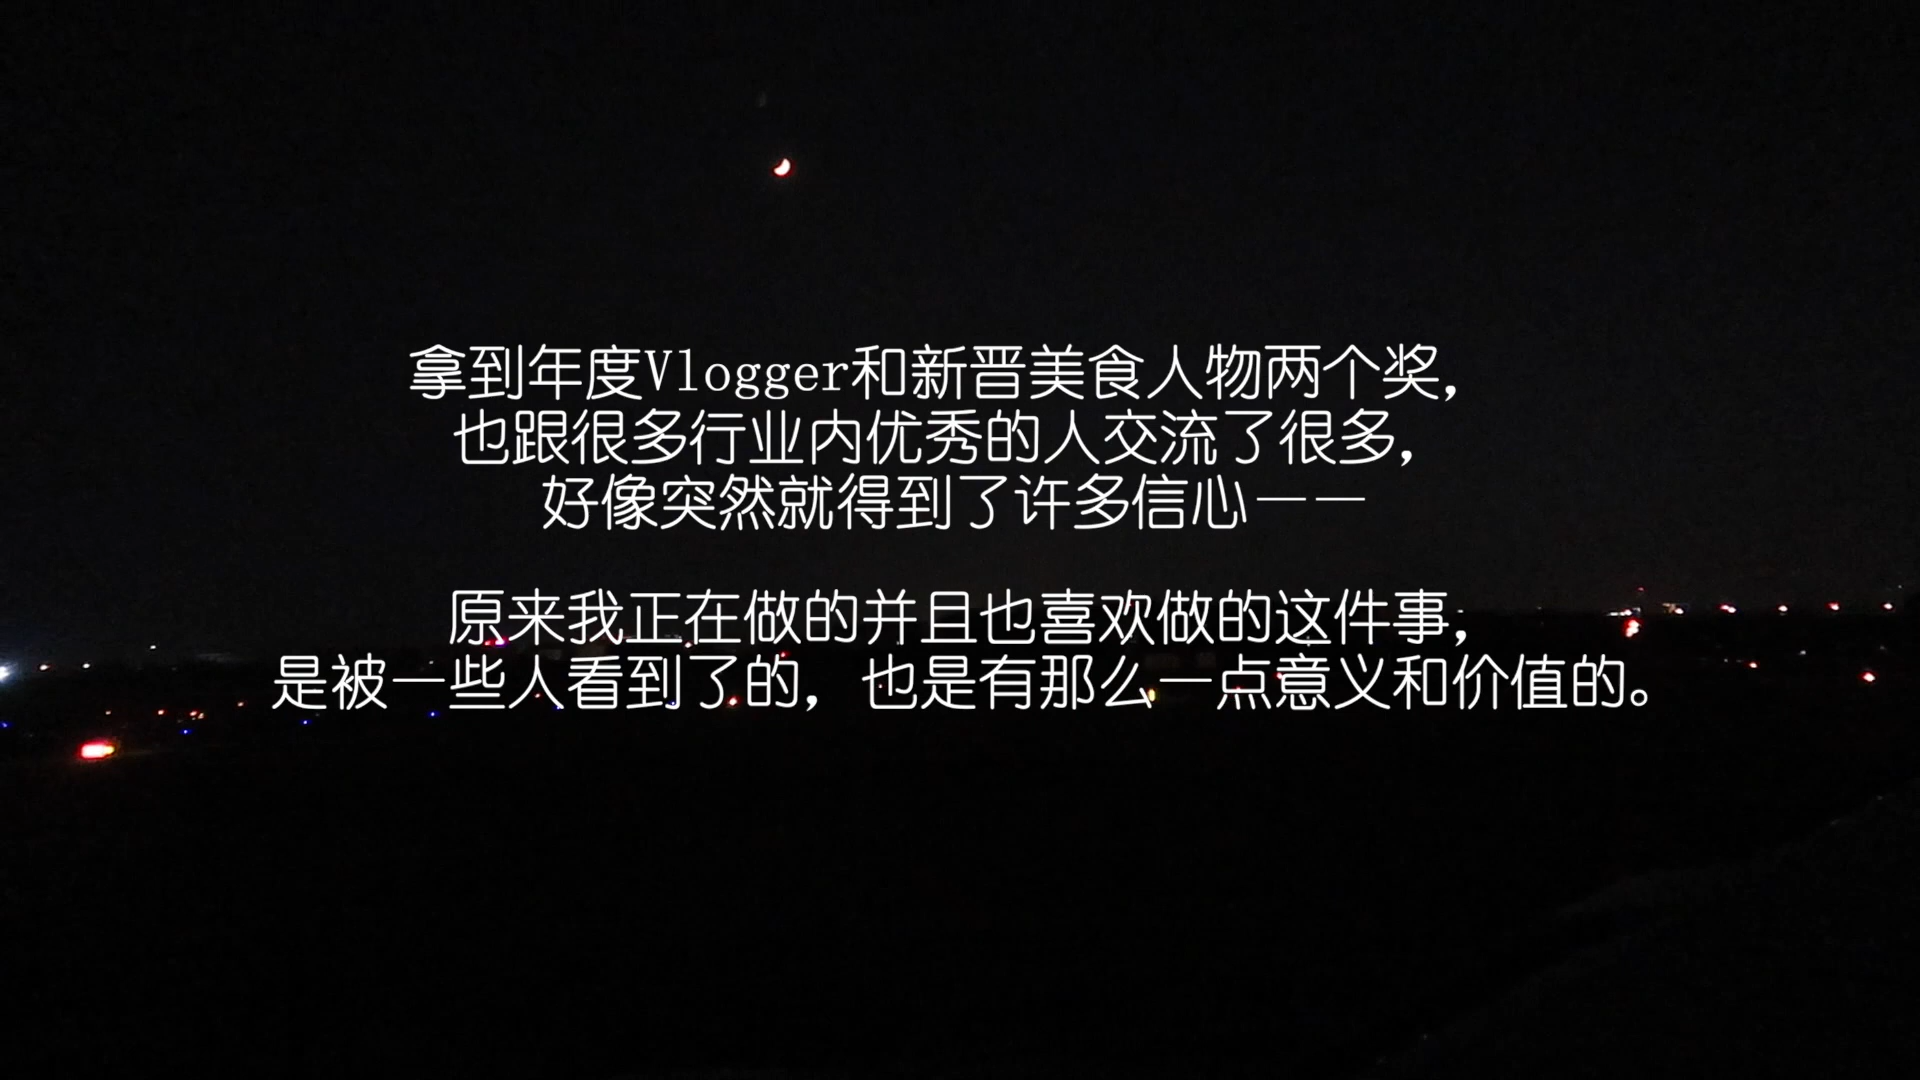 拿到年度Vlogger和新晋美食人物两个奖，
也跟很多行业内优秀的人交流了很多，
好像突然就得到了许多信心——
原来我正在做的并且也喜欢做的这件事，
是被一些人看到了的，也是有那么一点意义和价值的。